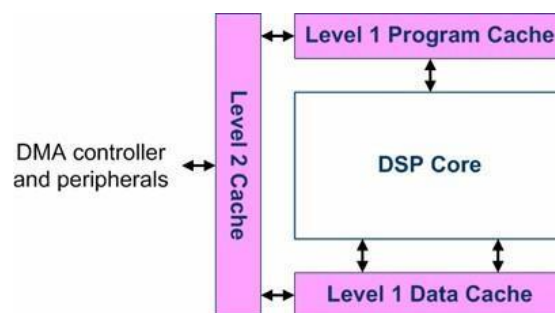 Level 1 Program Cache
Level 2 Cache
DMA controller
and peripherals
DSP Core
Level 1 Data Cache